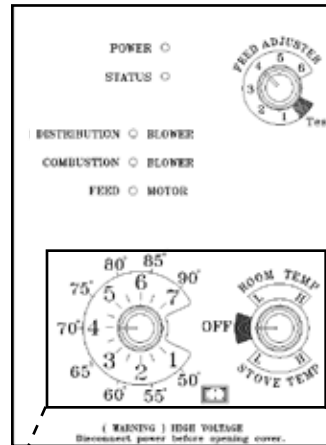 POWER
STATUS
FEED ADJUSTER
1 2 3 4 5 6
Tes
DISTRIBUTION BLOWER
COMBUSTION BLOWER
FEED MOTOR
50° 55° 60° 65° 70° 75° 80° 85° 90°
1 2 3 4 5 6 7
OFF
ROOM TEMP
L H
L H
STOVE TEMP
( WARNING ) HIGH VOLTAGE
Disconnect power before opening cover.